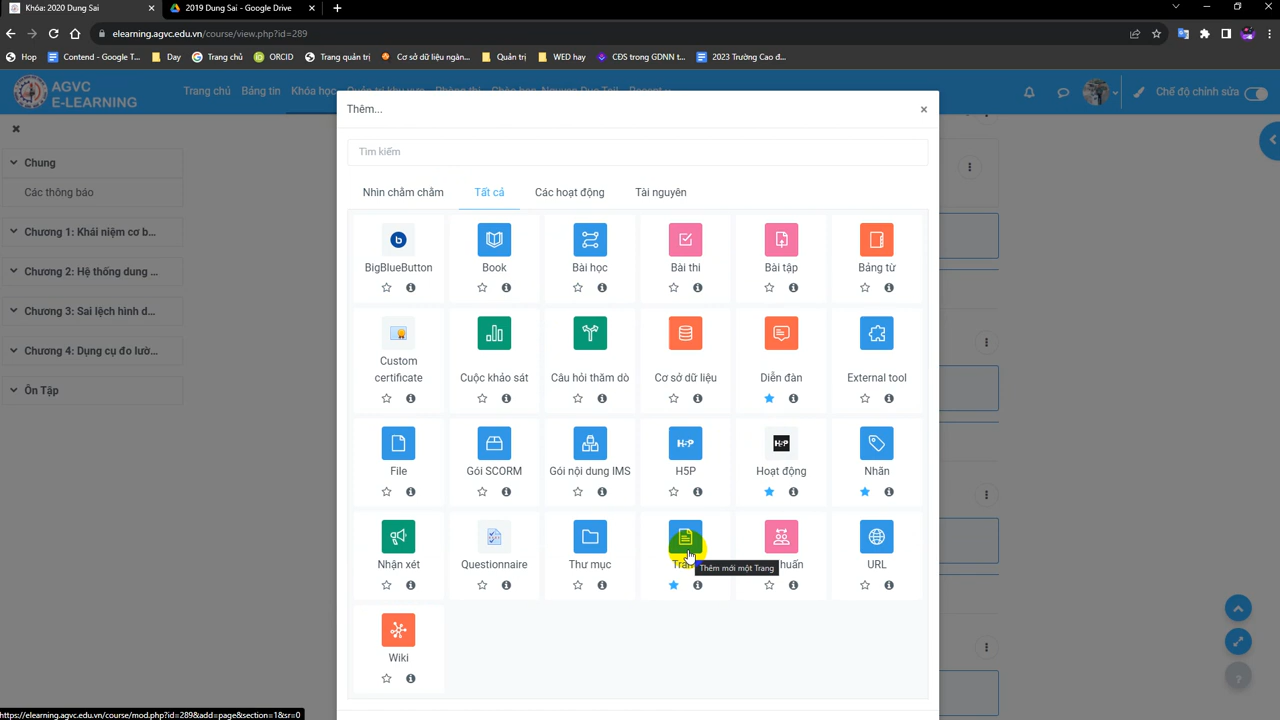 Khóa: 2020 Dung Sai
2019 Dung Sai - Google Drive
elearning.agvc.edu.vn/course/view.php?id=289
Hop
Contend - Google T...
Day
Trang chủ
ORCID
Trang quản trị
Cơ sở dữ liệu ngàn...
Quản trị
WED hay
CĐS trong GDNN t...
2023 Trường Cao đ...
AGVC
E-LEARNING
Trang chủ
Bảng tin
Khóa học
Chế độ chỉnh sửa
Thêm...
Chung
Tìm kiếm
Các thông báo
Nhìn chằm chằm
Tất cả
Các hoạt động
Tài nguyên
Chương 1: Khái niệm cơ b...
Chương 2: Hệ thống dung ...
Chương 3: Sai lệch hình d...
Chương 4: Dụng cụ đo lườ...
Ôn Tập
BigBlueButton
Book
Bài học
Bài thi
Bài tập
Bảng từ
Custom
certificate
Cuộc khảo sát
Câu hỏi thăm dò
Cơ sở dữ liệu
Diễn đàn
External tool
File
Gói SCORM
Gói nội dung IMS
H5P
H5P
H5P
Hoạt động
Nhãn
Nhận xét
Questionnaire
Thư mục
Thêm mới một Trang
URL
Wiki
https://elearning.agvc.edu.vn/course/mod.php?id=289&add=page&section=1&sr=0